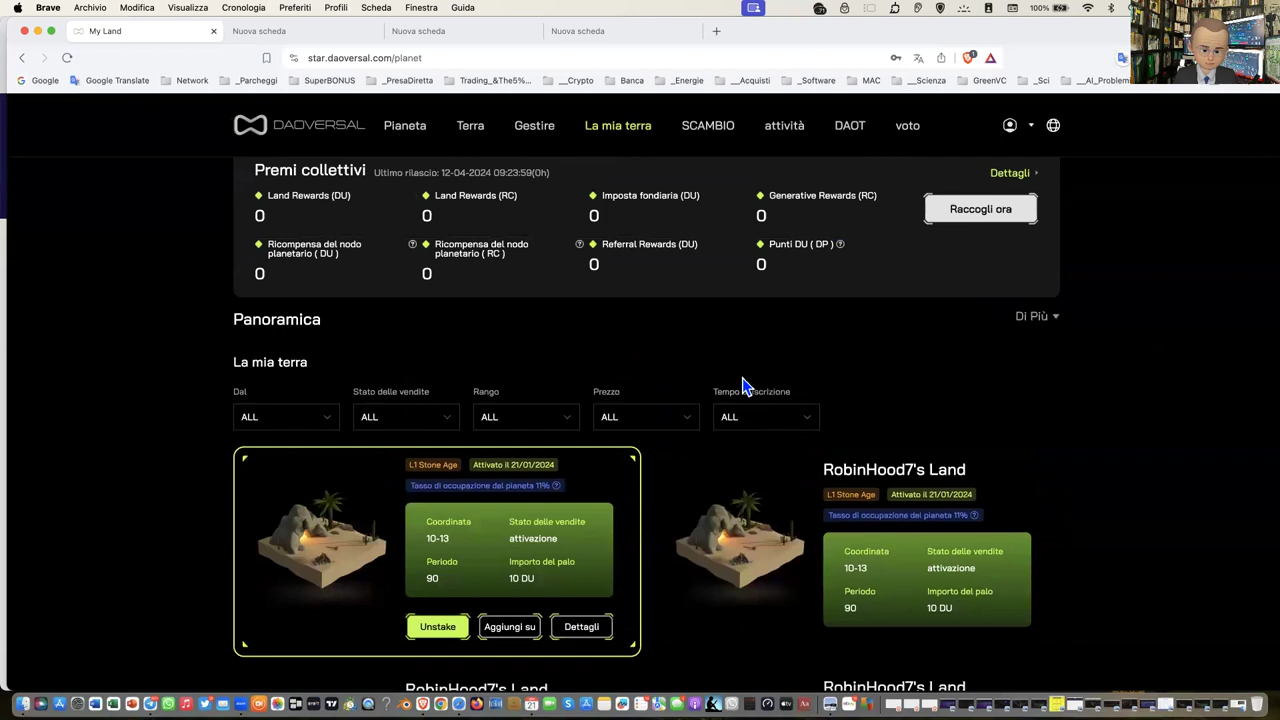 Brave Archivio Modifica Visualizza Cronologia Preferiti Profili Scheda Finestra Guida 100%
My Land Nuova scheda Nuova scheda Nuova scheda
star.daoversal.com/planet
Google Google Translate Network _Parcheggi SuperBONUS _PresaDiretta Trading_&The5%... __Crypto Banca _Energie __Acquisti _Software MAC __Scienza GreenVC _Sci __AI_Problemi
DAOVERSAL Pianeta Terra Gestire La mia terra SCAMBIO attività DAOT voto
Premi collettivi Ultimo rilascio: 12-04-2024 09:23:59(0h) Dettagli
Land Rewards (DU) Land Rewards (RC) Imposta fondiaria (DU) Generative Rewards (RC)
0 0 0 0
Raccogli ora
Ricompensa del nodo Ricompensa del nodo Referral Rewards (DU) Punti DU ( DP )
planetario ( DU ) planetario ( RC )
0 0 0 0
Panoramica Di Più
La mia terra
Dal Stato delle vendite Rango Prezzo Tempo
ALL ALL ALL ALL ALL
L1 Stone Age Attivato il 21/01/2024
Tasso di occupazione del pianeta 11%
Coordinata Stato delle vendite
10-13 attivazione
Periodo Importo del palo
90 10 DU
Unstake Aggiungi su Dettagli
RobinHood7's Land
L1 Stone Age Attivato il 21/01/2024
Tasso di occupazione del pianeta 11%
Coordinate Stato delle vendite
10-13 attivazione
Periodo Importo del palo
90 10 DU
RobinHood7's Land RobinHood7's Land